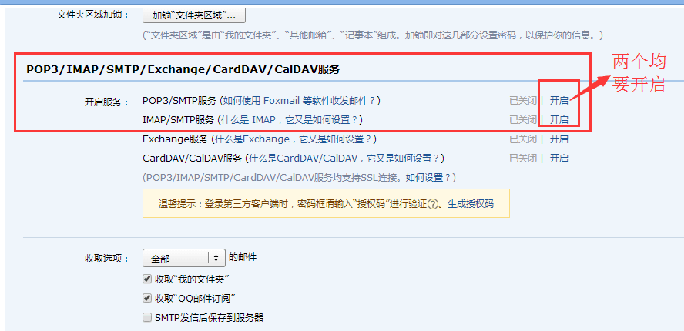 文件夹区域加锁： 加锁“文件夹区域”...
(“文件夹区域”是由“我的文件夹”、“其他邮箱”、“记事本”组成。加锁即对这几部分设置密码，以保护你的信息。)
POP3/IMAP/SMTP/Exchange/CardDAV/CalDAV服务
两个均
要开启
开启服务： POP3/SMTP服务 (如何使用 Foxmail 等软件收发邮件？) 已关闭 | 开启
IMAP/SMTP服务 (什么是 IMAP，它又是如何设置？) 已关闭 | 开启
Exchange服务 (什么是Exchange，它又是如何设置？) 已关闭 | 开启
CardDAV/CalDAV服务 (什么是CardDAV/CalDAV，它又是如何设置？) 已关闭 | 开启
(POP3/IMAP/SMTP/CardDAV/CalDAV服务均支持SSL连接。如何设置？)
温馨提示：登录第三方客户端时，密码框请输入“授权码”进行验证?。生成授权码
收取选项： 全部 的邮件
收取“我的文件夹”
收取“QQ邮件订阅”
SMTP发信后保存到服务器